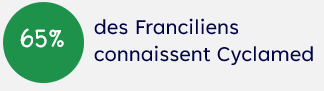 65%
des Franciliens
connaissent Cyclamed